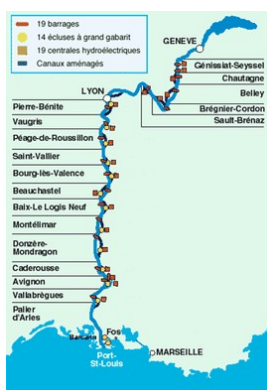 19 barrages
14 écluses à grand gabarit
19 centrales hydroélectriques
Canaux aménagés
GENEVE
Génissiat-Seyssel
Chautagne
Belley
Brégnier-Cordon
Sault-Brénaz
LYON
Pierre-Bénite
Vaugris
Péage-de-Roussillon
Saint-Vallier
Bourg-lès-Valence
Beauchastel
Baix-Le Logis Neuf
Montélimar
Donzère-
Mondragon
Caderousse
Avignon
Vallabrègues
Palier
d'Arles
Barcarin
Fos
Port-
St-Louis
MARSEILLE